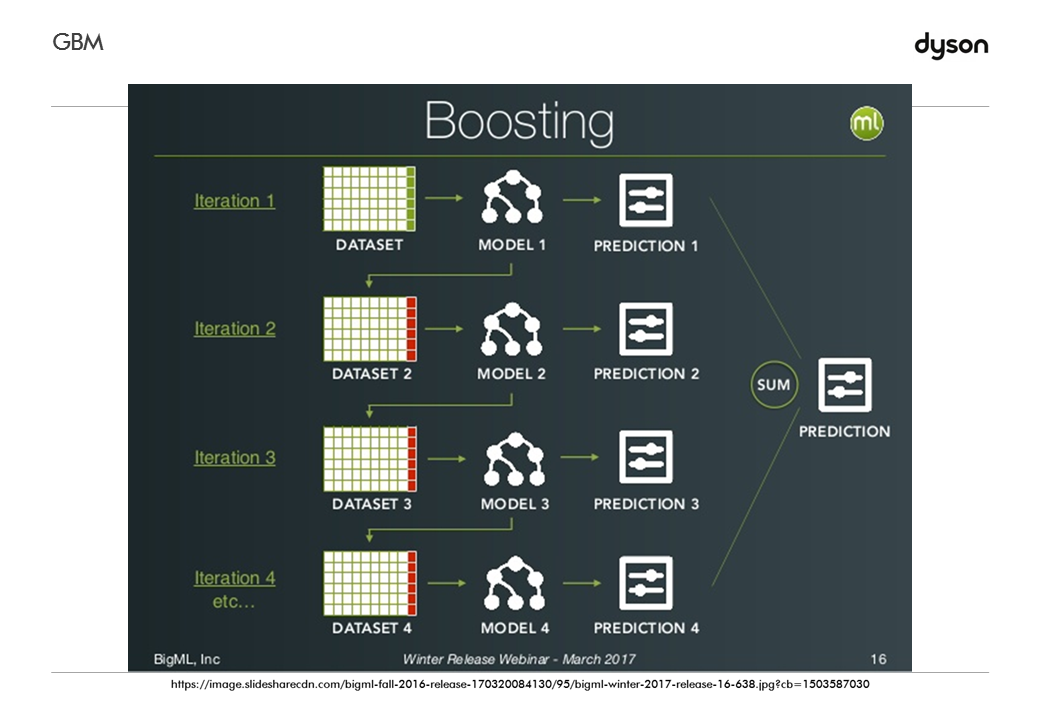 GBM
dyson
Boosting
ml
Iteration 1
DATASET
MODEL 1
PREDICTION 1
Iteration 2
DATASET 2
MODEL 2
PREDICTION 2
SUM
PREDICTION
Iteration 3
DATASET 3
MODEL 3
PREDICTION 3
Iteration 4
etc...
DATASET 4
MODEL 4
PREDICTION 4
BigML, Inc
Winter Release Webinar - March 2017
16
https://image.slidesharecdn.com/bigml-fall-2016-release-170320084130/95/bigml-winter-2017-release-16-638.jpg?cb=1503587030